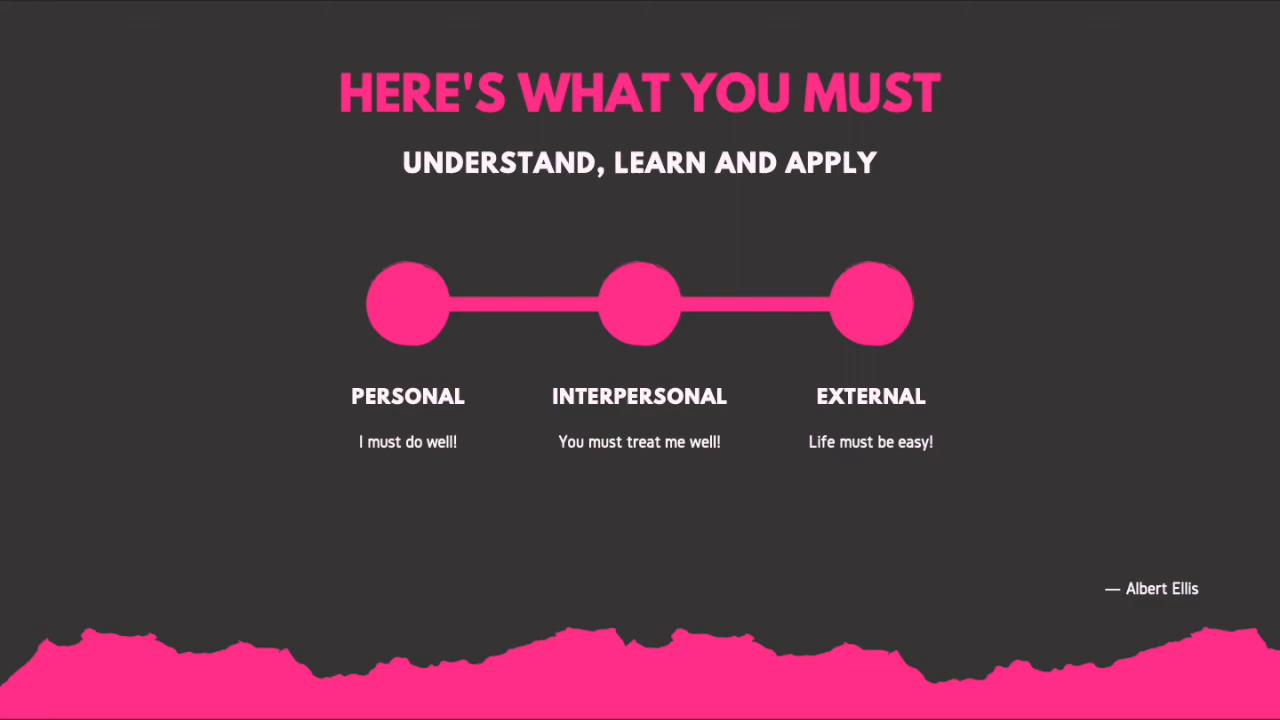 HERE'S WHAT YOU MUST
UNDERSTAND, LEARN AND APPLY
PERSONAL
I must do well!
INTERPERSONAL
You must treat me well!
EXTERNAL
Life must be easy!
— Albert Ellis